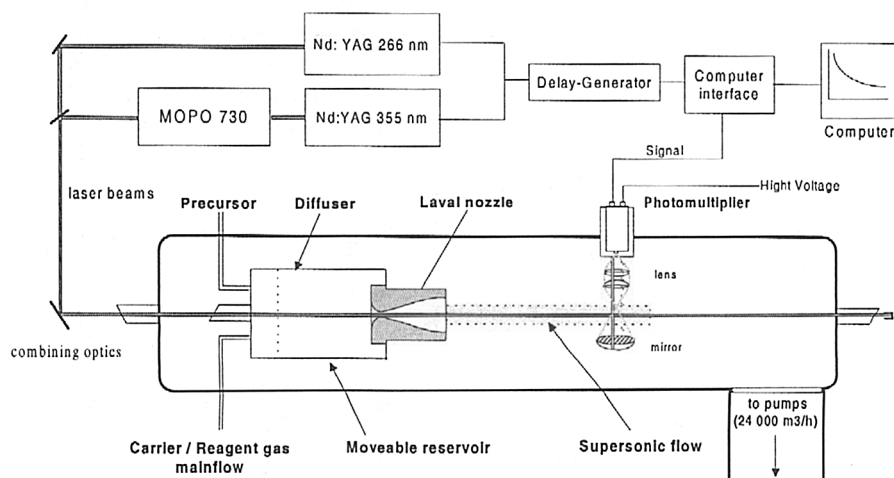 Nd: YAG 266 nm
MOPO 730
Nd:YAG 355 nm
Delay-Generator
Computer
interface
Computer
Signal
laser beams
Precursor
Diffuser
Laval nozzle
Photomultiplier
Hight Voltage
lens
mirror
combining optics
Carrier / Reagent gas
mainflow
Moveable reservoir
Supersonic flow
to pumps
(24 000 m3/h)